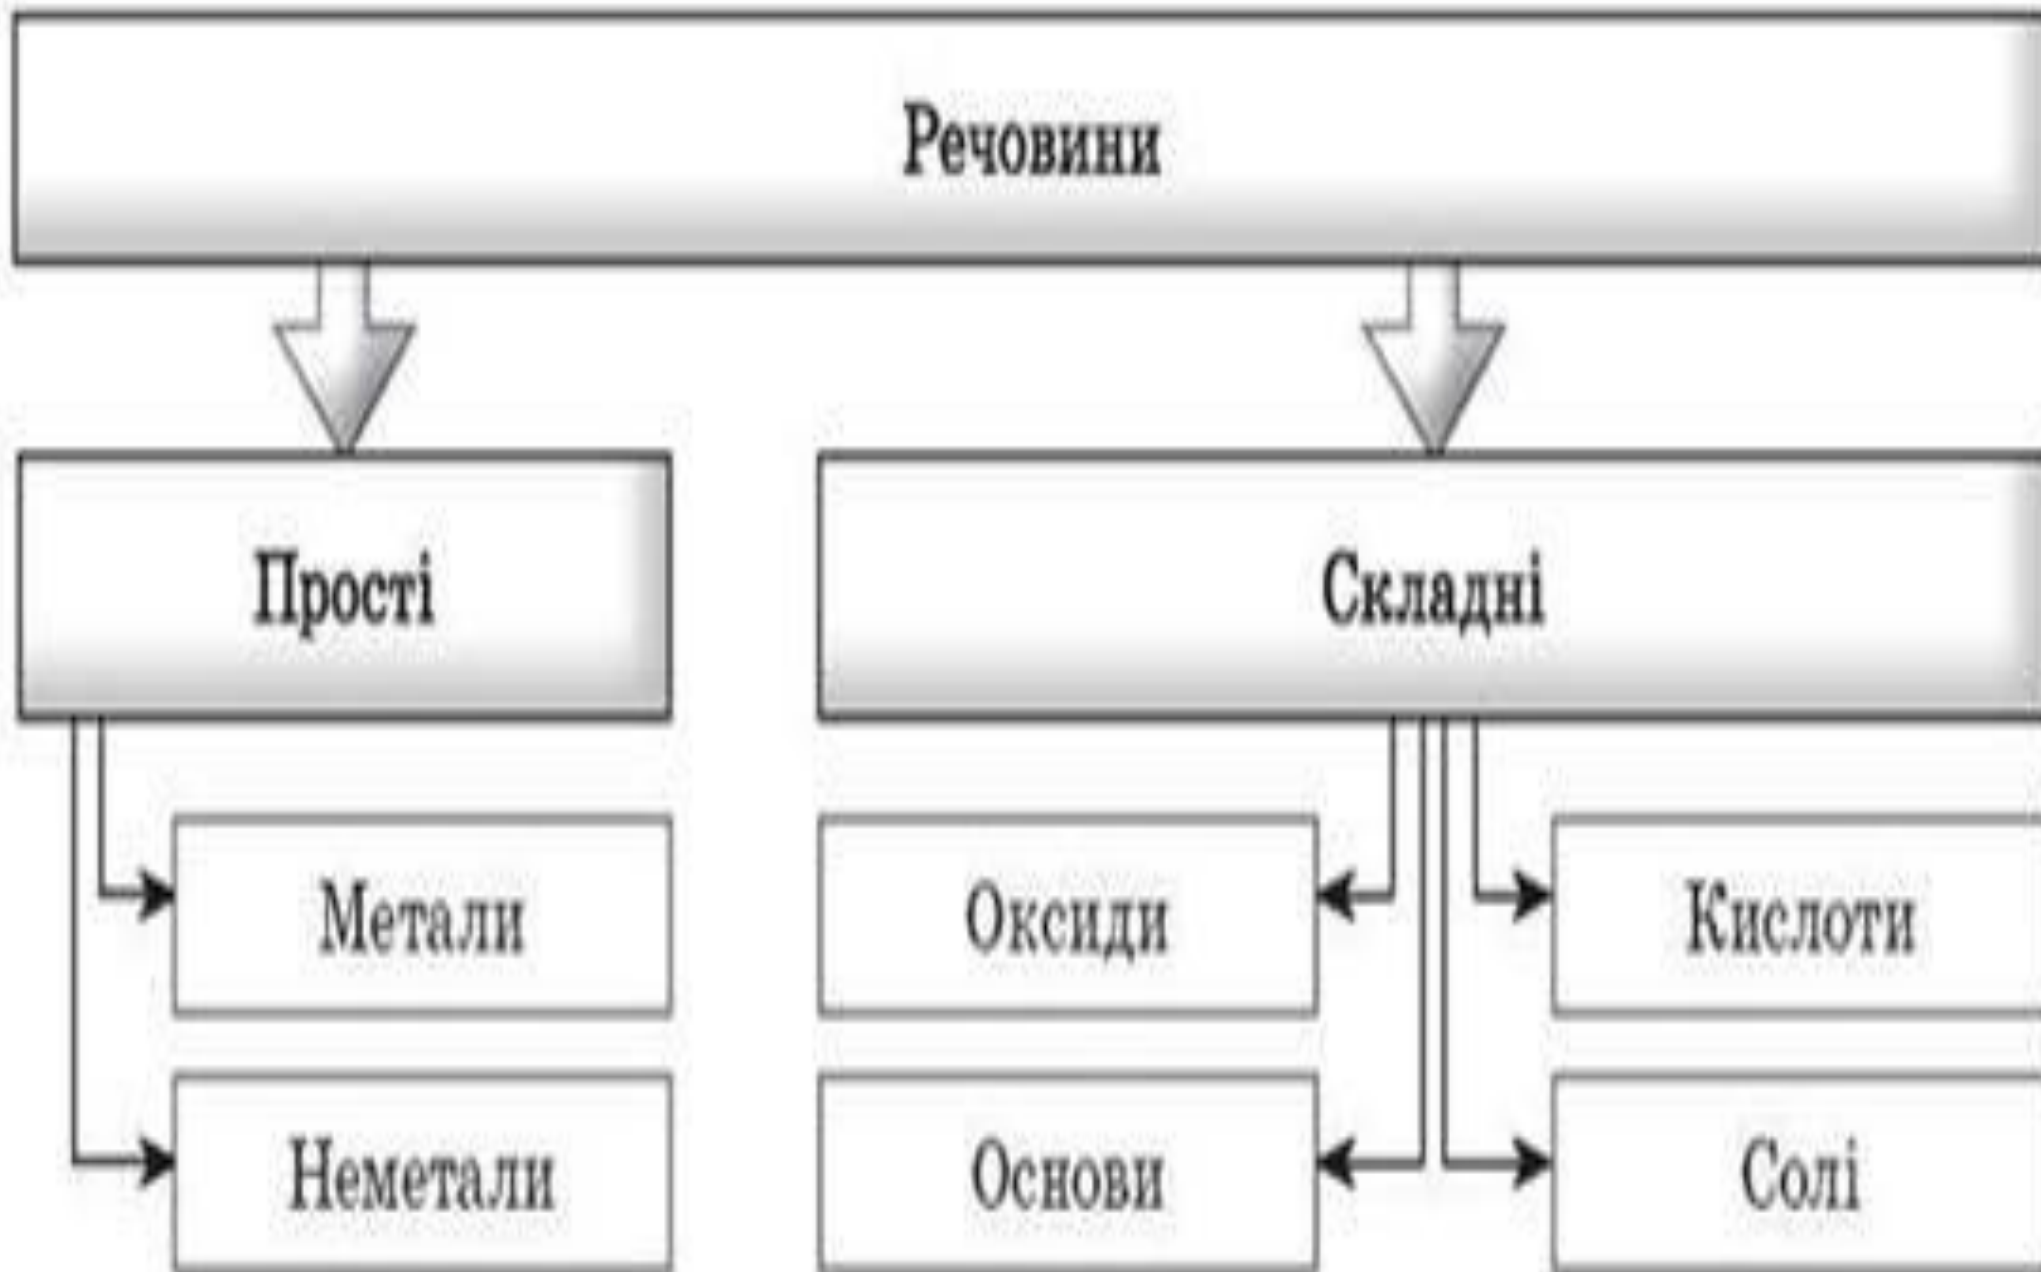 Речовини
Прості
Складні
Метали
Оксиди
Кислоти
Неметали
Основи
Солі